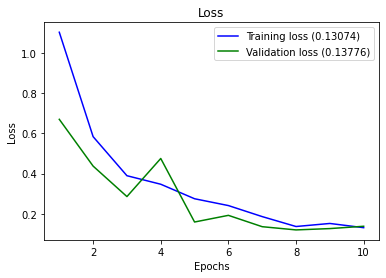 Loss
Training loss (0.13074)
Validation loss (0.13776)
1.0
0.8
0.6
0.4
0.2
Loss
2
4
6
8
10
Epochs